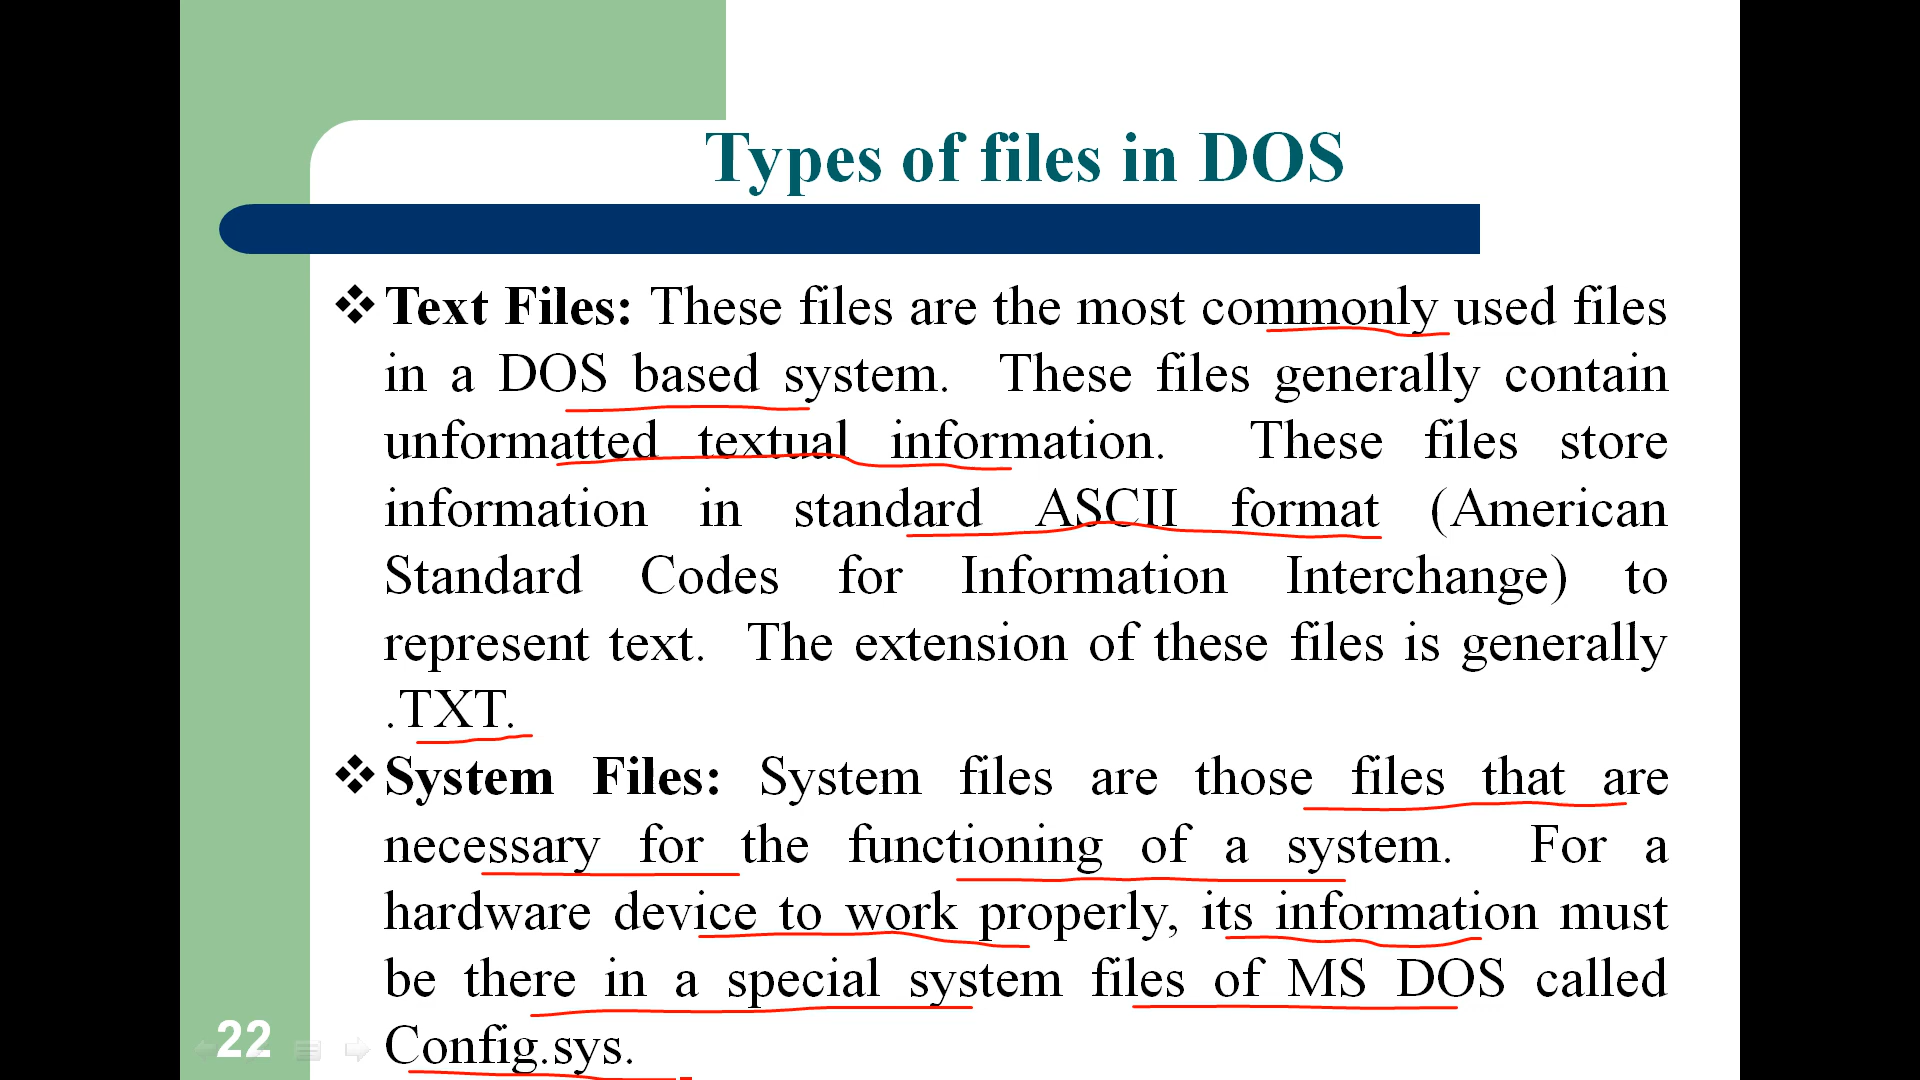 Types of files in DOS
❖Text Files: These files are the most commonly used files
in a DOS based system. These files generally contain
unformatted textual information. These files store
information in standard ASCII format (American
Standard Codes for Information Interchange) to
represent text. The extension of these files is generally
.TXT.
❖System Files: System files are those files that are
necessary for the functioning of a system. For a
hardware device to work properly, its information must
be there in a special system files of MS DOS called
Config.sys.
22